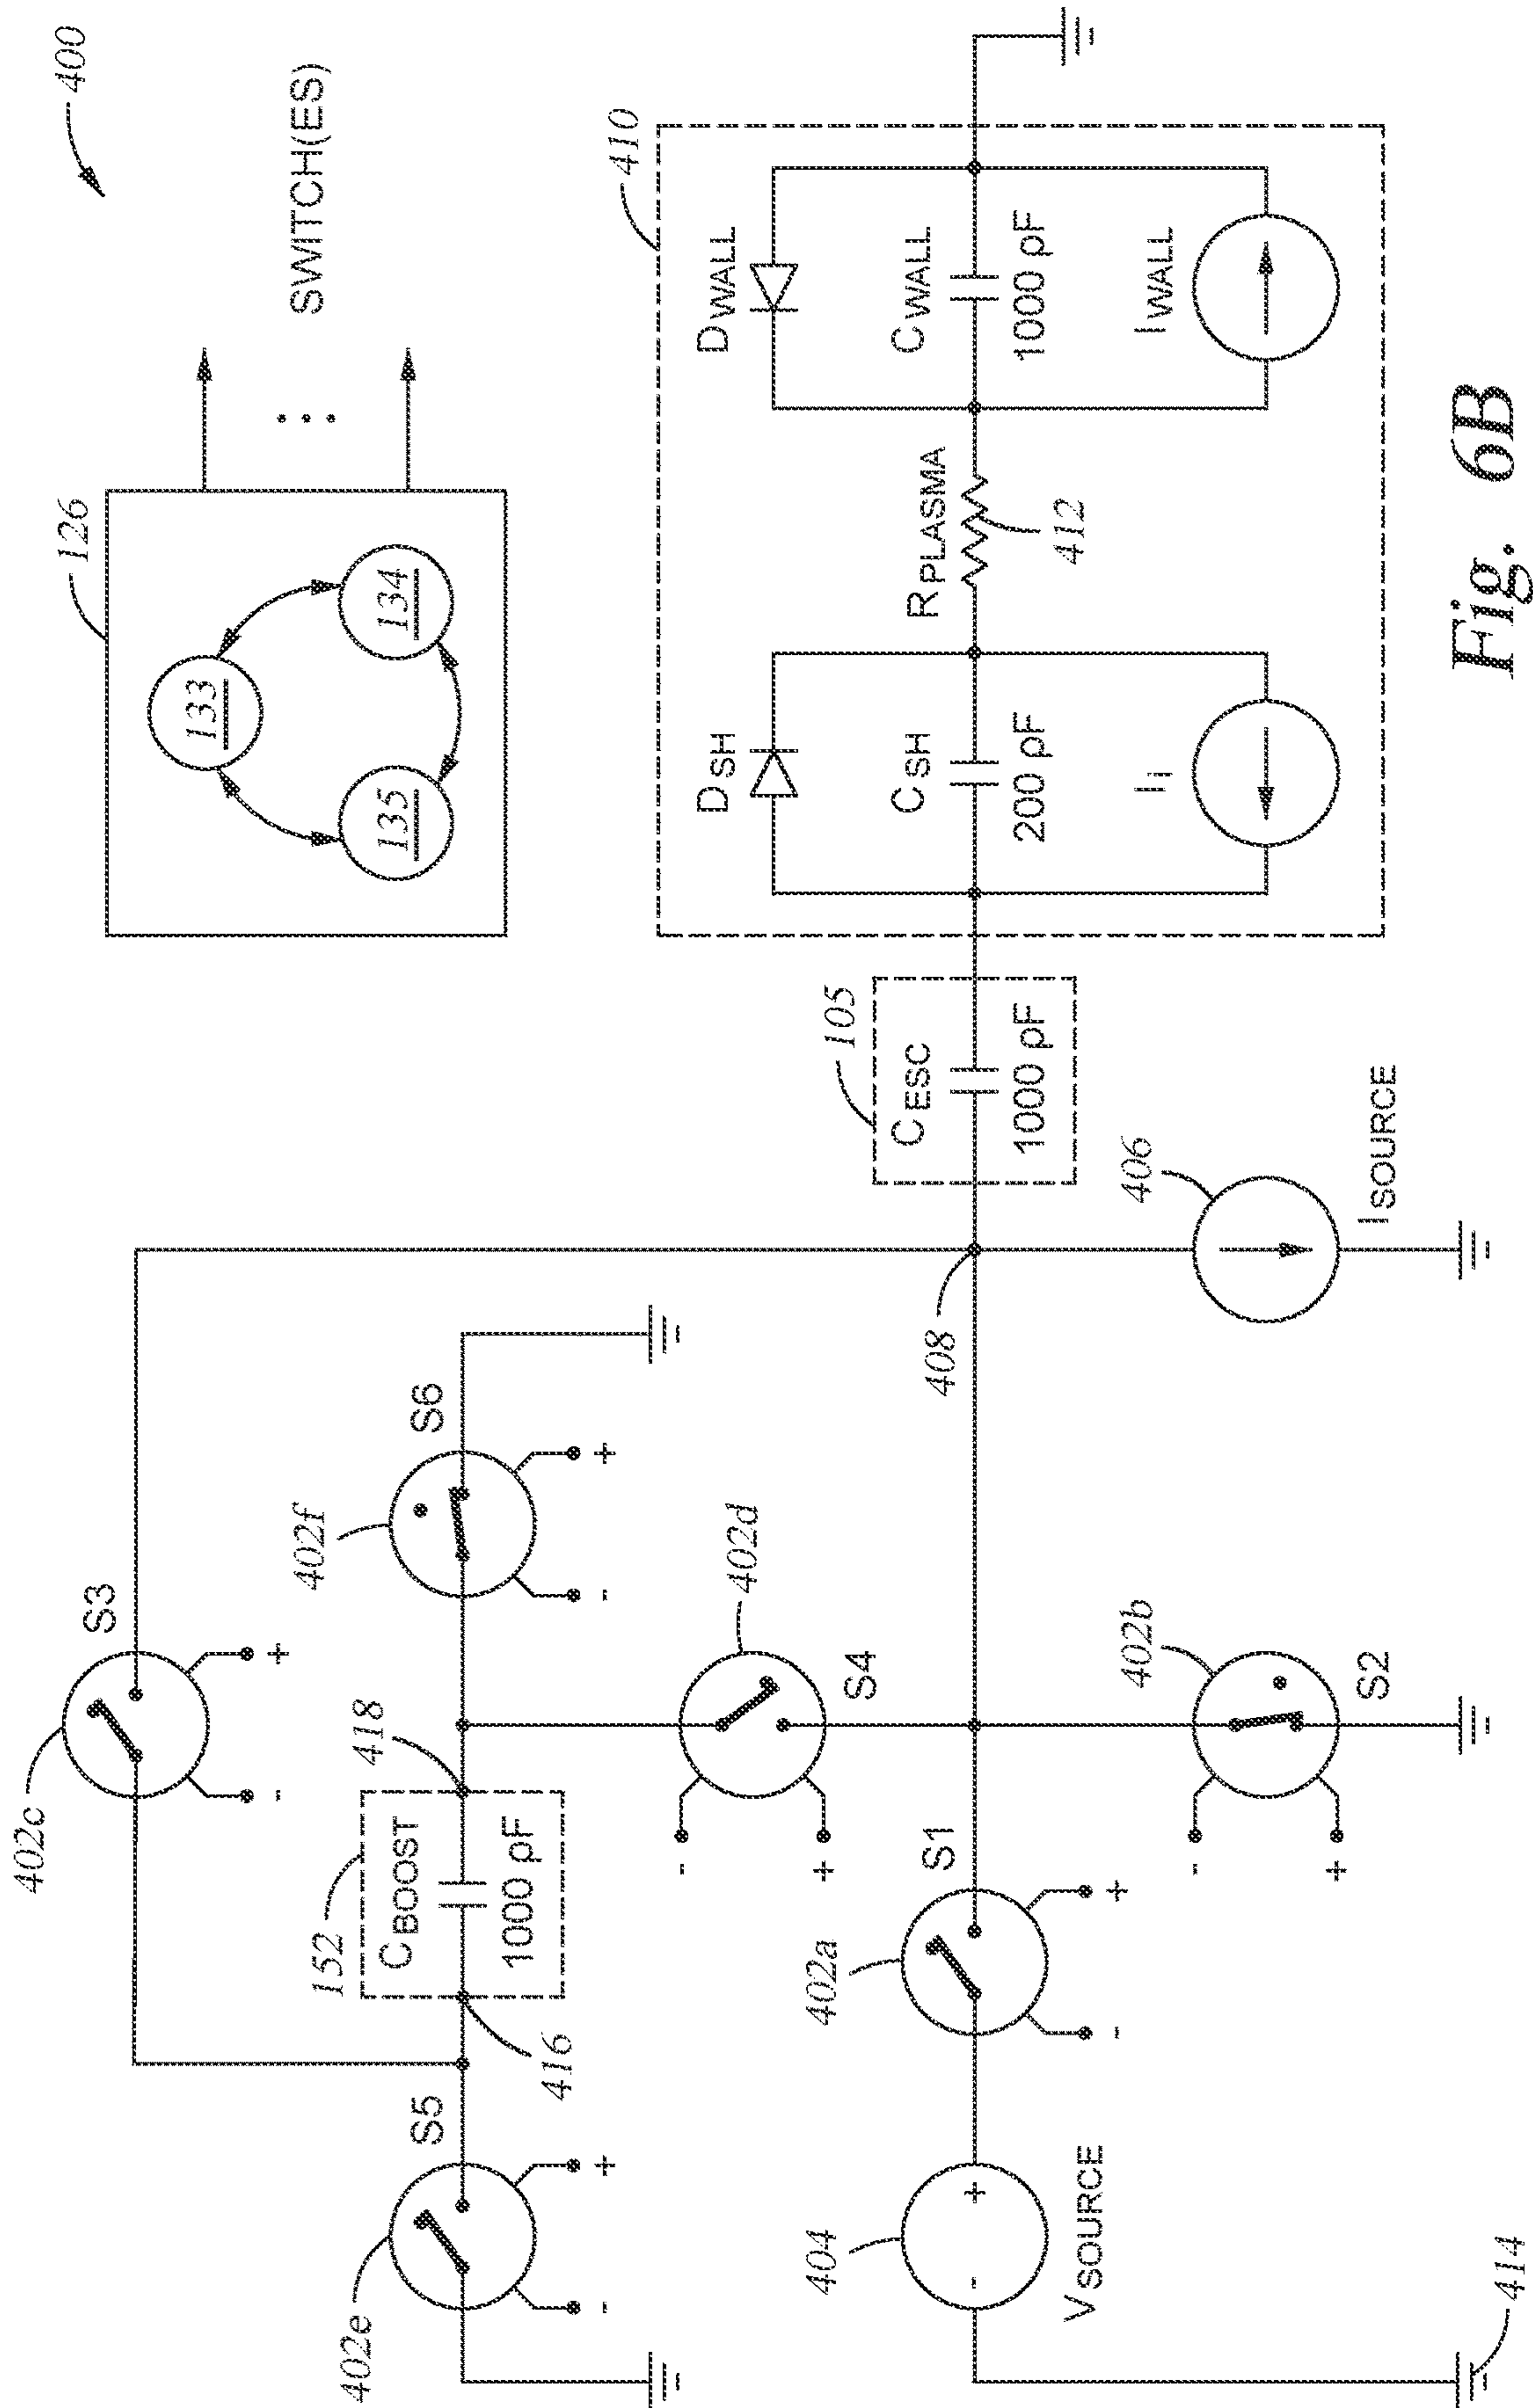 400
SWITCH(ES)
126
133
135
134
402c
S3
+
-
402f
S6
+
-
152
CBOOST
1000 pF
416
418
402e
S5
+
-
402d
S4
-
+
404
VSOURCE
-
+
402a
S1
+
-
402b
S2
-
+
408
406
ISOURCE
105
CESC
1000 pF
410
DSH
CSH
200 pF
Ii
RPLASMA
412
DWALL
CWALL
1000 pF
IWALL
414
Fig. 6B